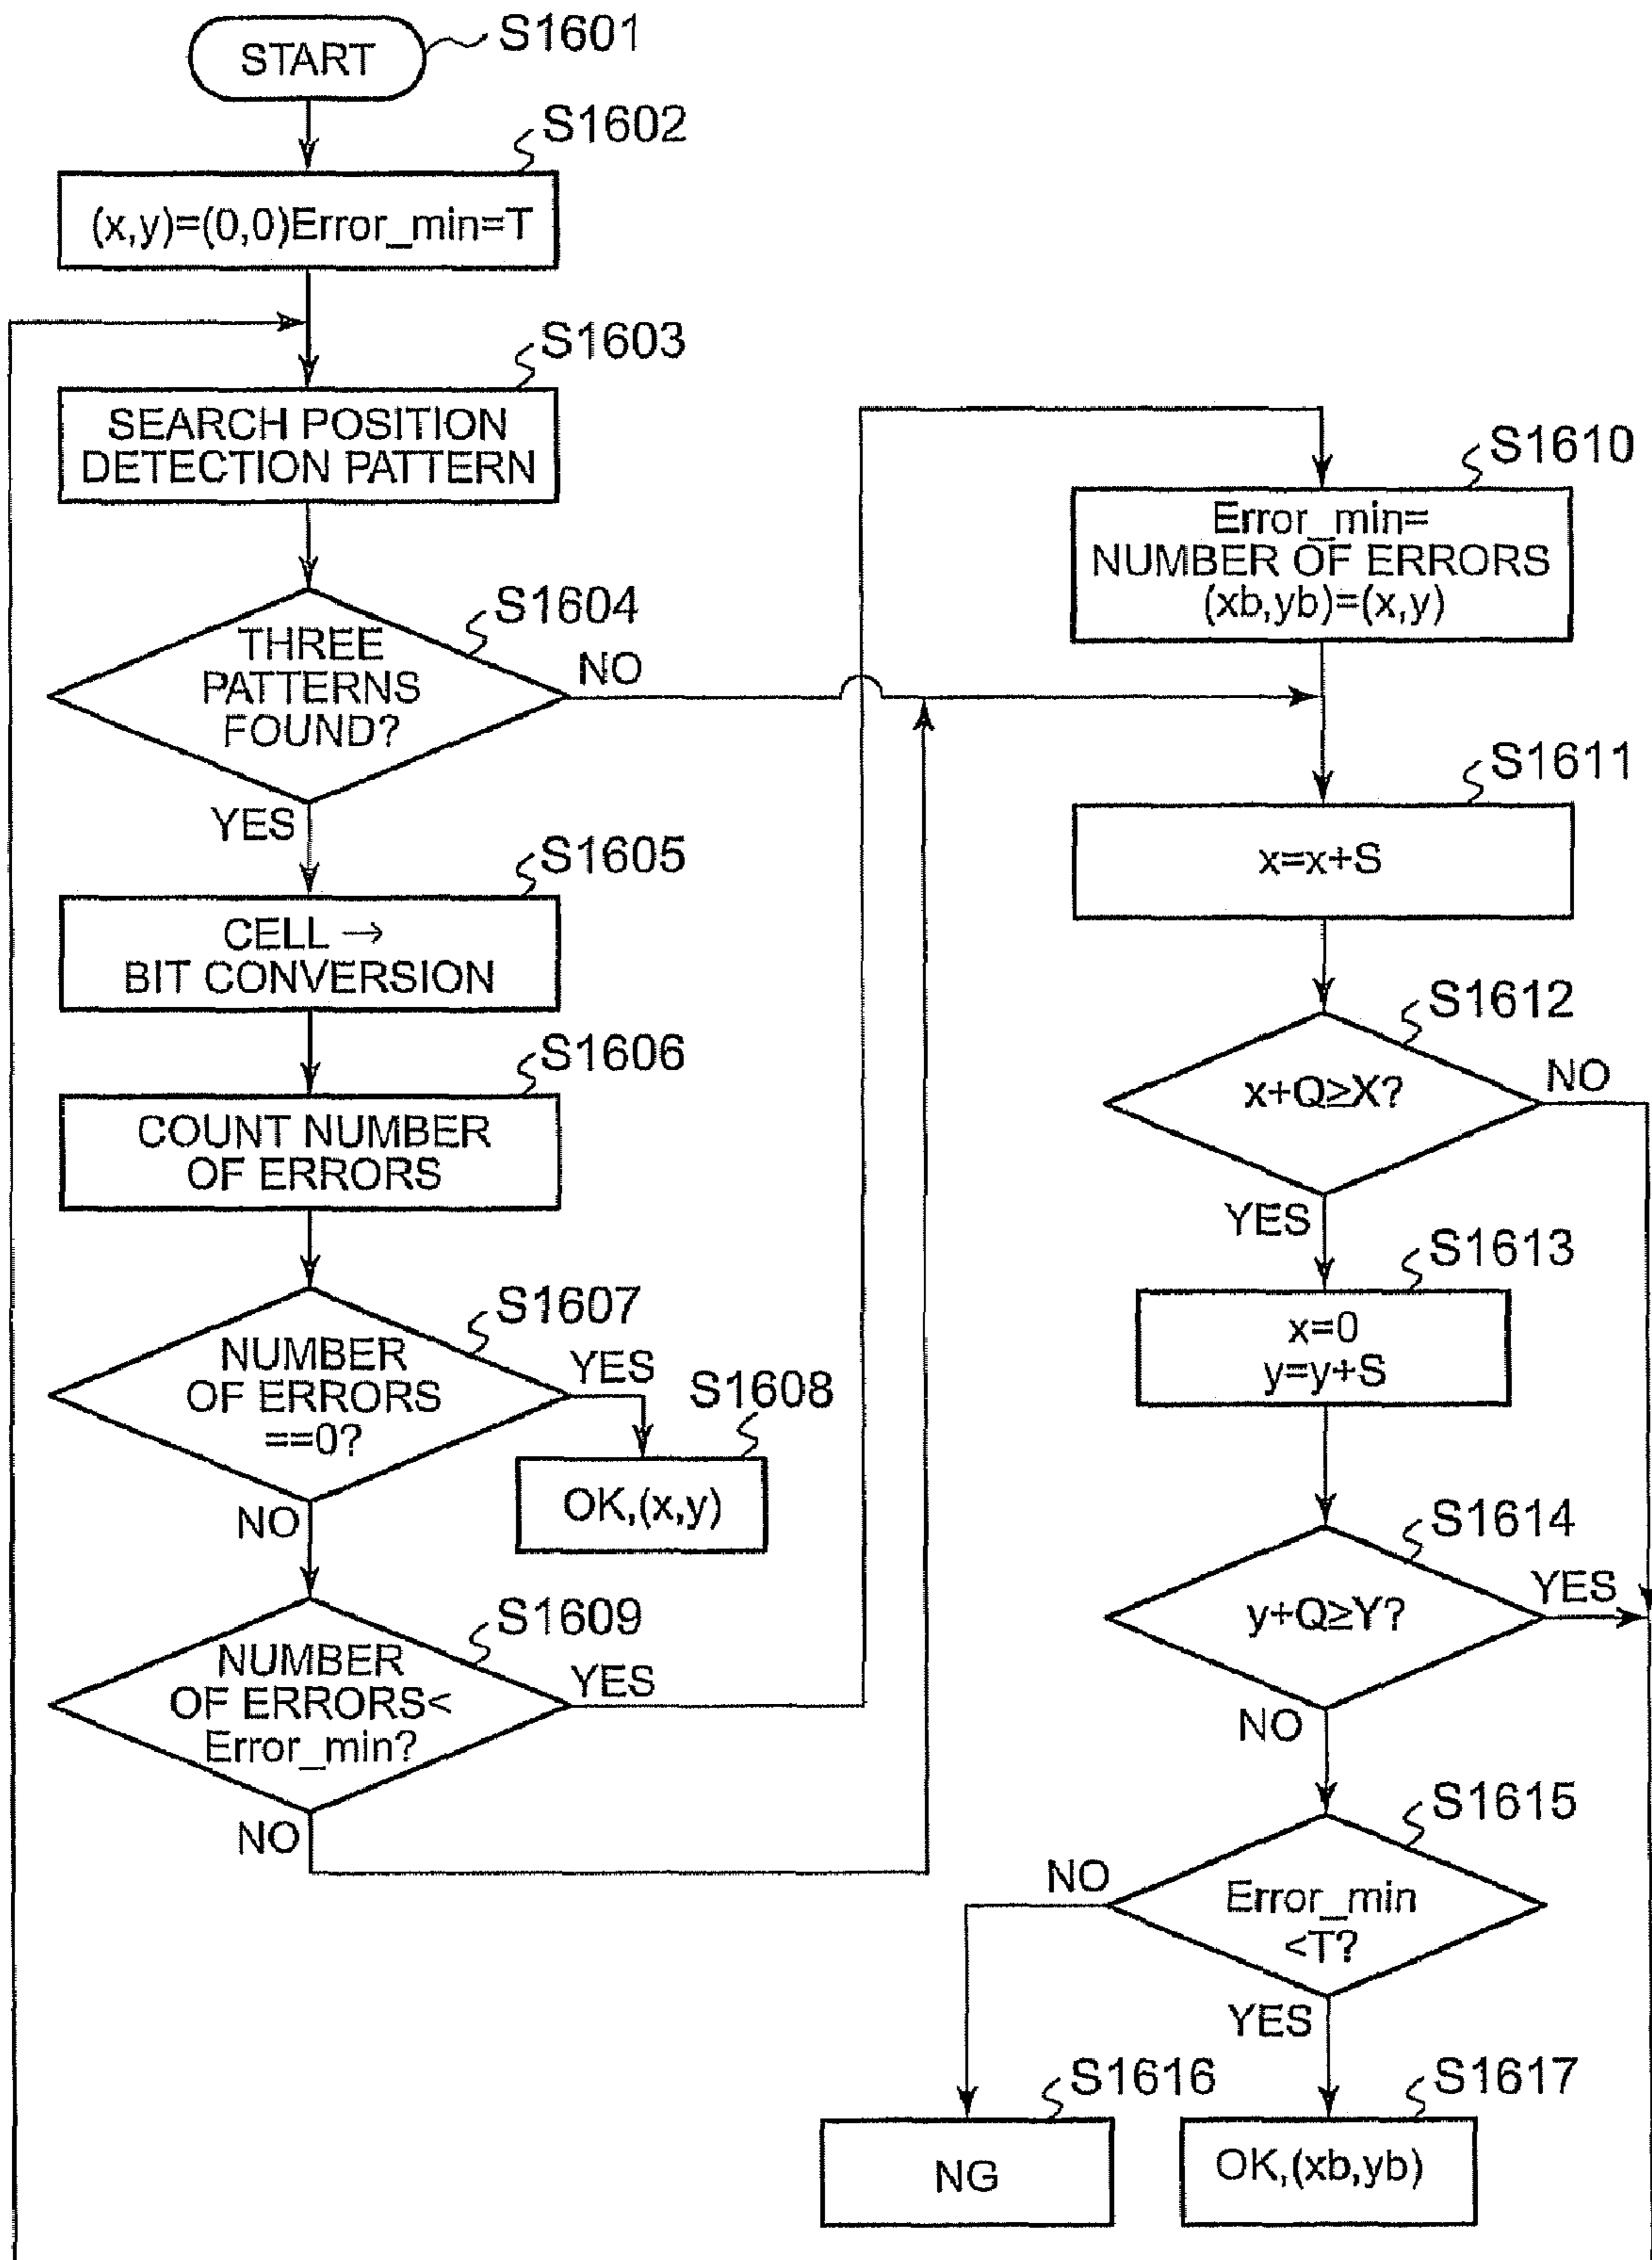 START
S1601
S1602
(x,y)=(0,0)Error_min=T
S1603
SEARCH POSITION
DETECTION PATTERN
S1604
THREE
PATTERNS
FOUND?
NO
YES
S1605
CELL →
BIT CONVERSION
S1606
COUNT NUMBER
OF ERRORS
S1607
NUMBER
OF ERRORS
==0?
YES
NO
S1608
OK,(x,y)
S1609
NUMBER
OF ERRORS<
Error_min?
YES
NO
S1610
Error_min=
NUMBER OF ERRORS
(xb,yb)=(x,y)
S1611
x=x+S
S1612
x+Q≥X?
NO
YES
S1613
x=0
y=y+S
S1614
y+Q≥Y?
YES
NO
S1615
Error_min
<T?
NO
YES
S1616
NG
S1617
OK,(xb,yb)